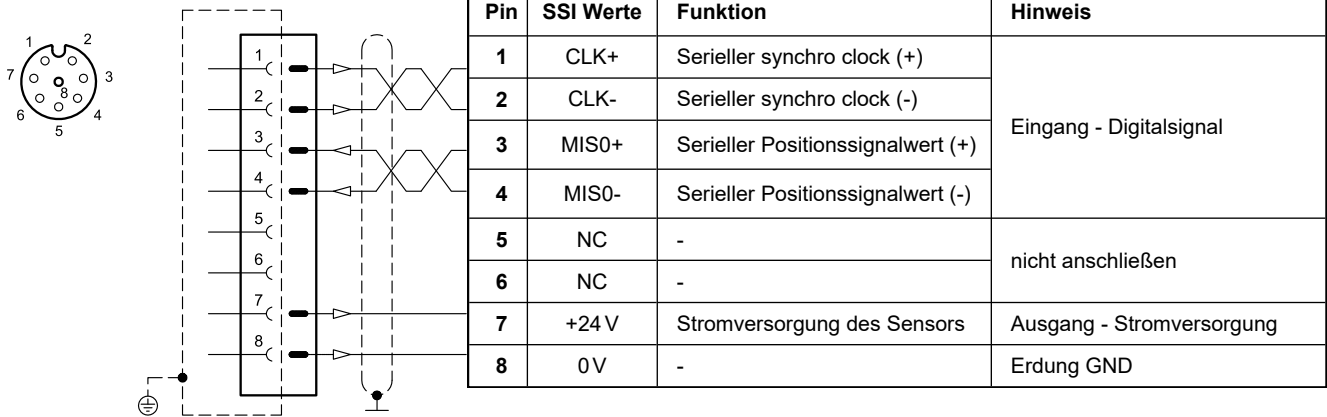 1 2
7 8 3
6 5 4
1
2
3
4
5
6
7
8
Pin SSI Werte Funktion Hinweis
1 CLK+ Serieller synchro clock (+)
2 CLK- Serieller synchro clock (-)
Eingang - Digitalsignal
3 MIS0+ Serieller Positionssignalwert (+)
4 MIS0- Serieller Positionssignalwert (-)
5 NC -
nicht anschließen
6 NC -
7 +24 V Stromversorgung des Sensors Ausgang - Stromversorgung
8 0 V - Erdung GND